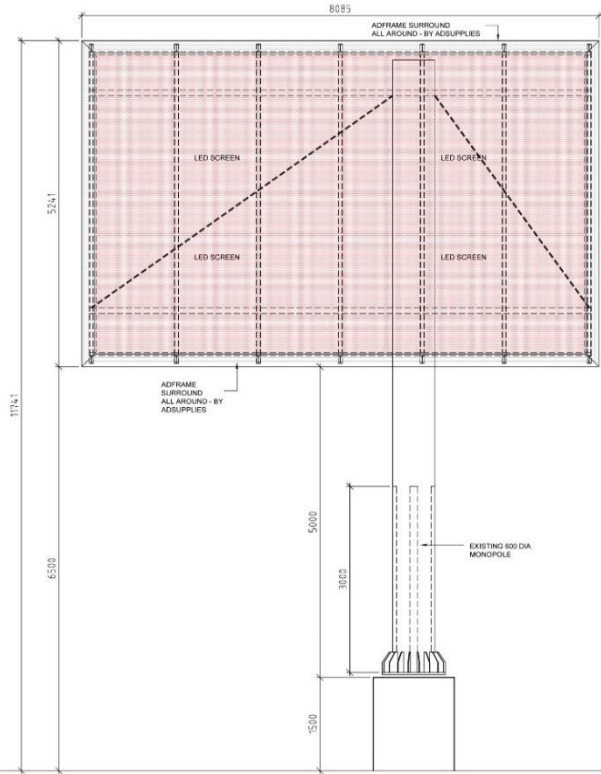 8085
ADFRAME SURROUND
ALL AROUND - BY ADSUPPLIES
LED SCREEN
LED SCREEN
5241
LED SCREEN
LED SCREEN
ADFRAME
SURROUND
ALL AROUND - BY
ADSUPPLIES
11741
6500
5000
3000
EXISTING 600 DIA
MONOPOLE
1500